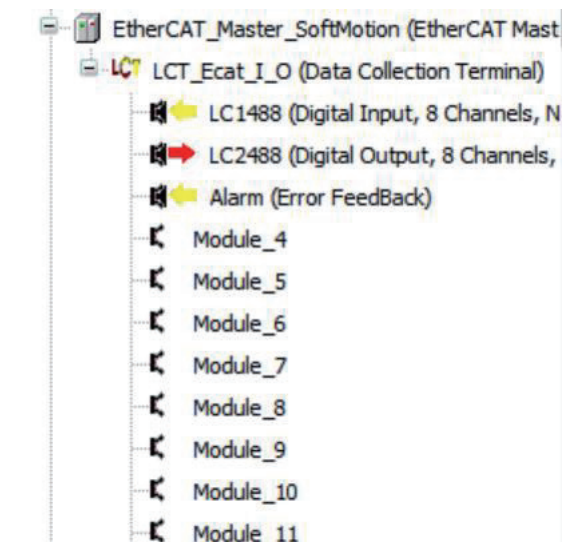 EtherCAT_Master_SoftMotion (EtherCAT Mast
LCT LCT_Ecat_I_O (Data Collection Terminal)
LC1488 (Digital Input, 8 Channels, N
LC2488 (Digital Output, 8 Channels,
Alarm (Error FeedBack)
Module_4
Module_5
Module_6
Module_7
Module_8
Module_9
Module_10
Module_11